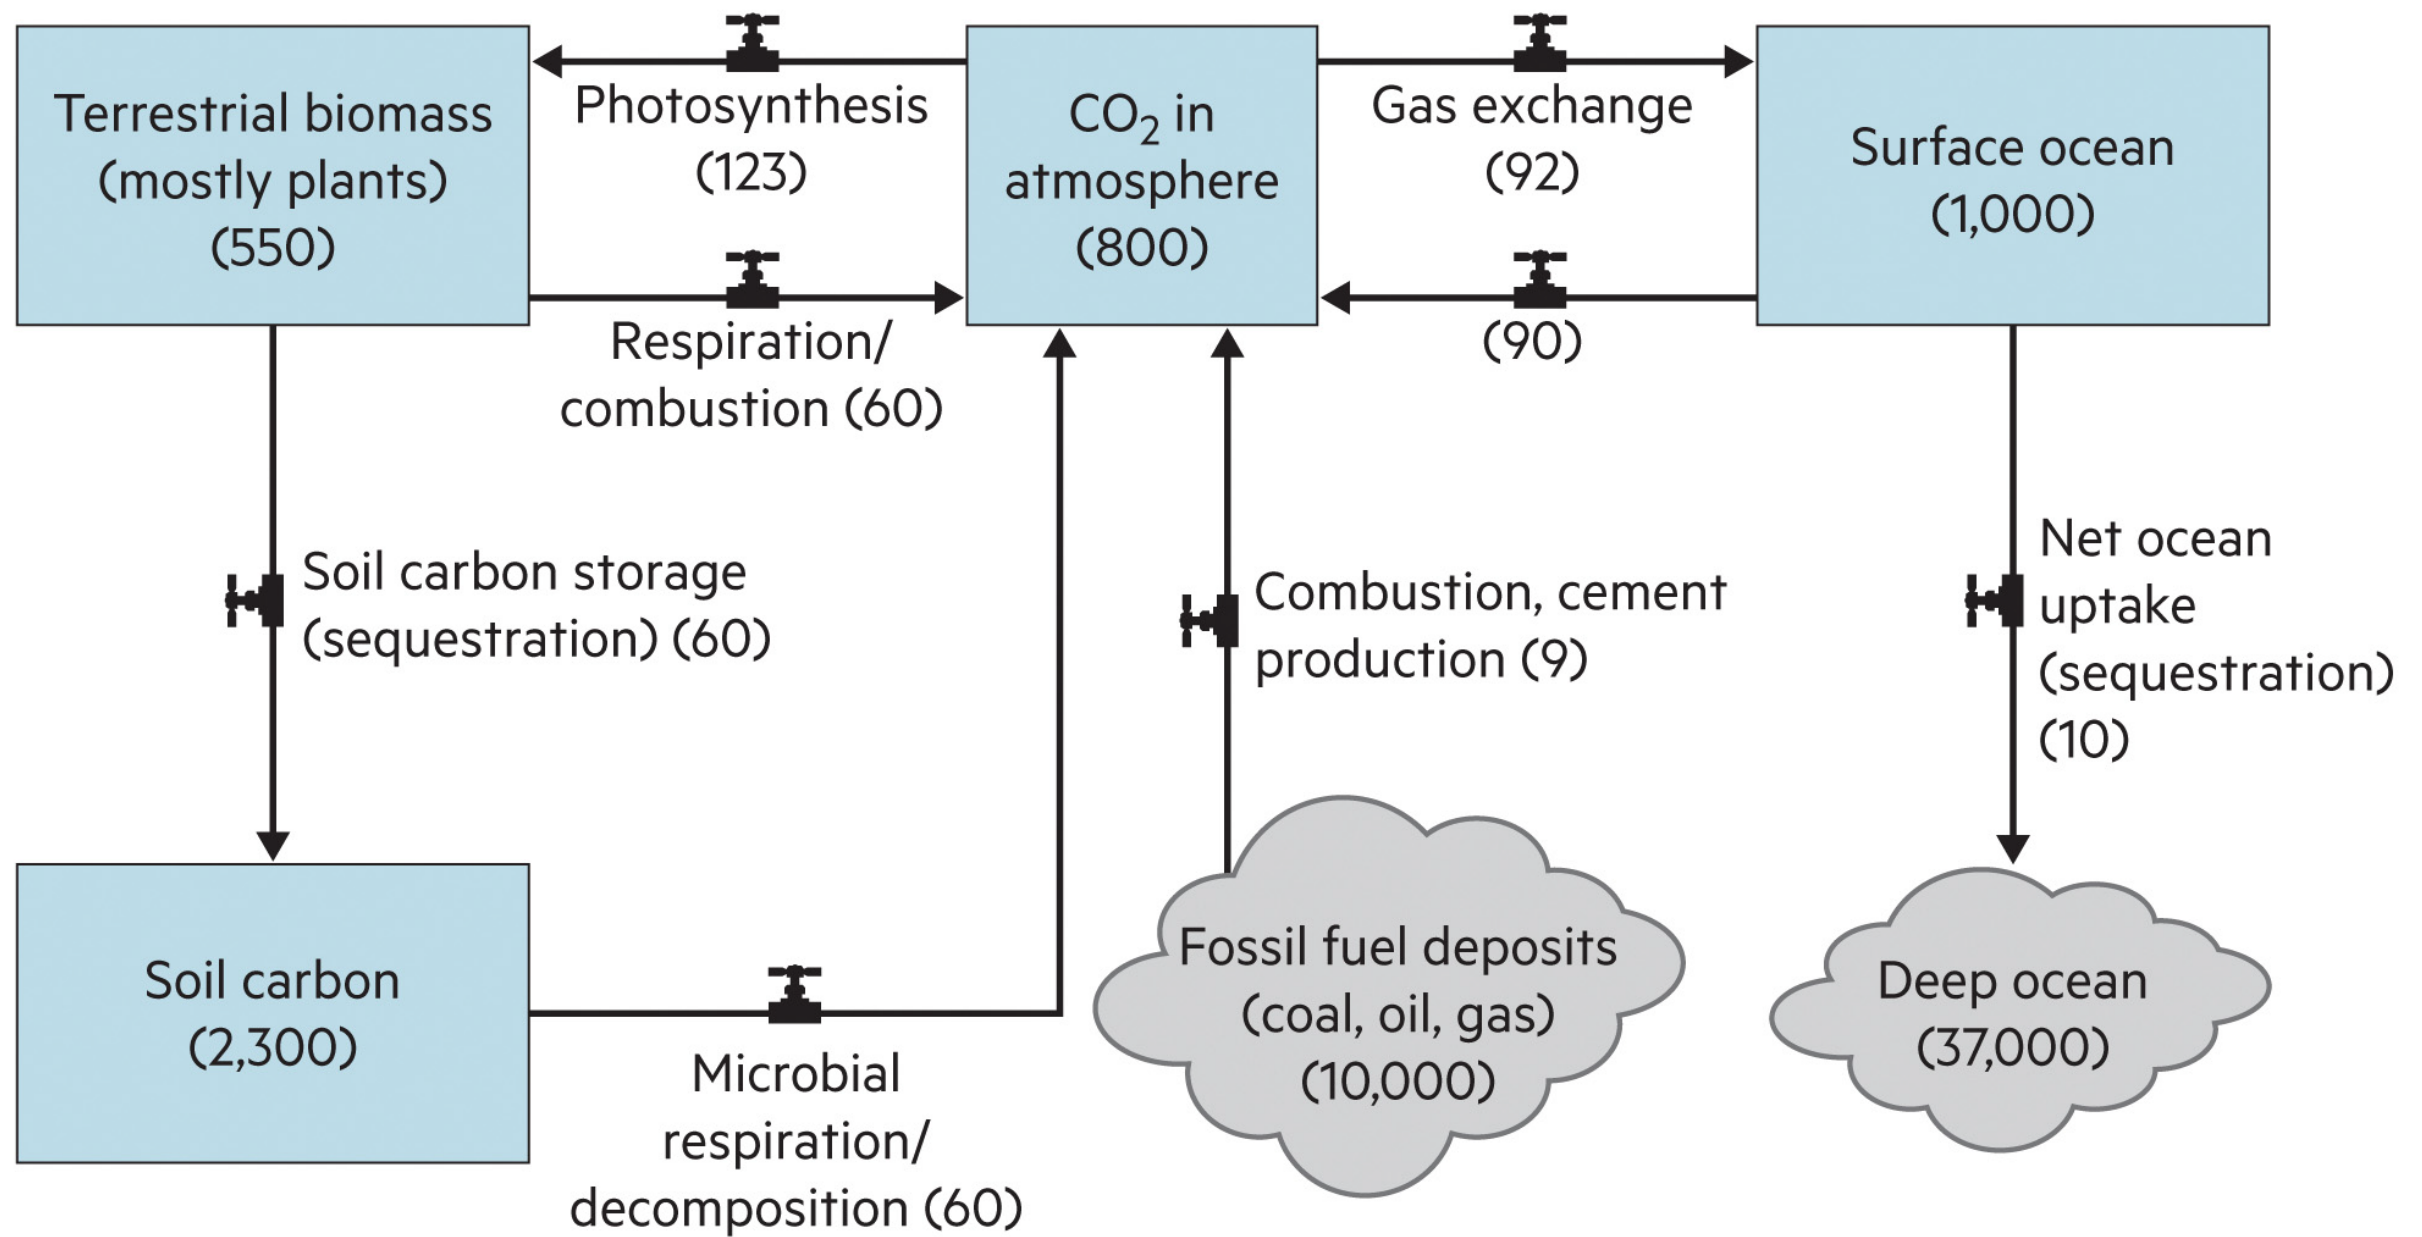 Terrestrial biomass
(mostly plants)
(550)
Photosynthesis
(123)
Respiration/
combustion (60)
CO₂ in
atmosphere
(800)
Gas exchange
(92)
(90)
Surface ocean
(1,000)
Soil carbon storage
(sequestration) (60)
Combustion, cement
production (9)
Net ocean
uptake
(sequestration)
(10)
Soil carbon
(2,300)
Microbial
respiration/
decomposition (60)
Fossil fuel deposits
(coal, oil, gas)
(10,000)
Deep ocean
(37,000)